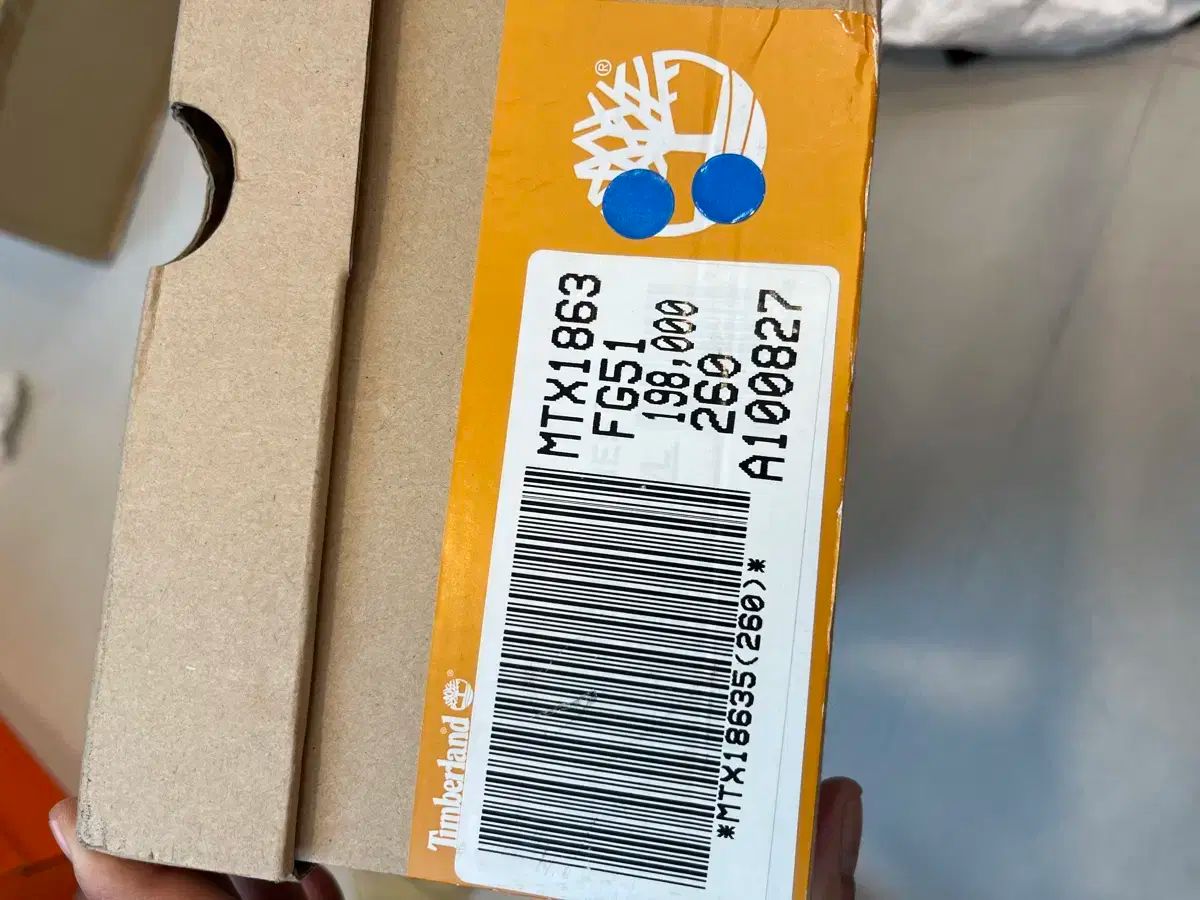 ®
MTX1863
FG51
198,000
260
A100827
*MTX18635(260)*
Timberland®